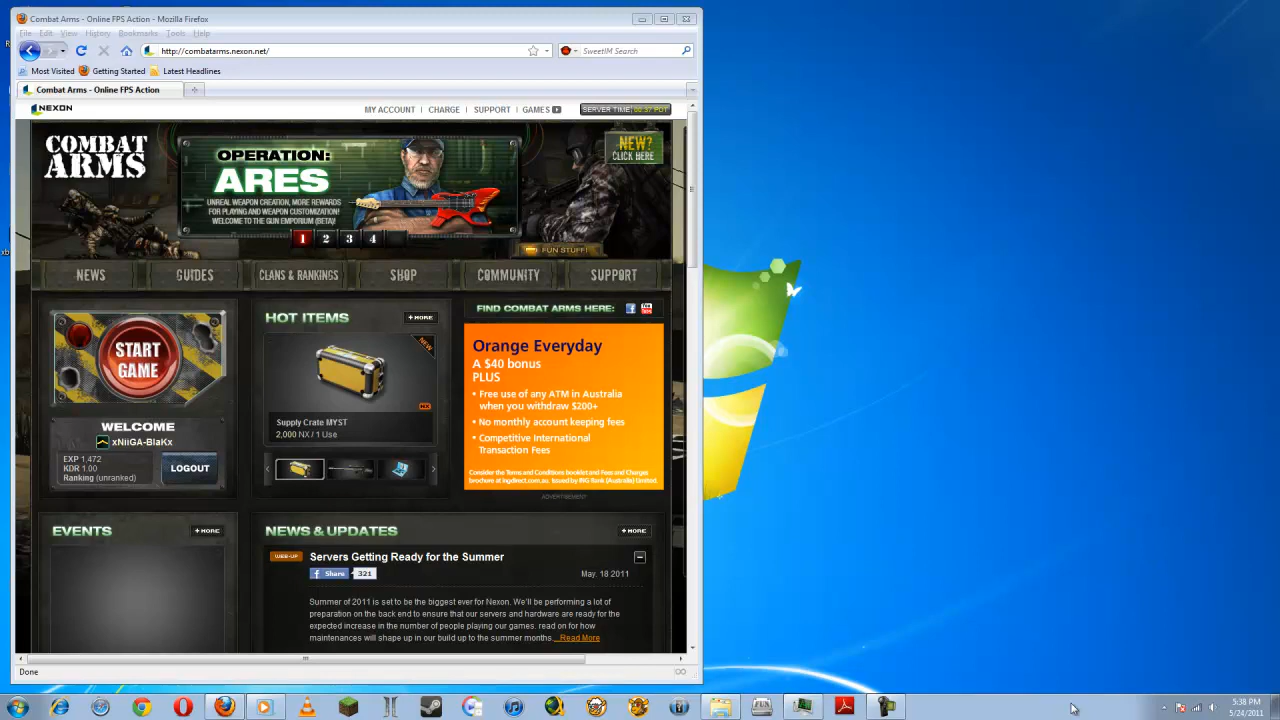 Combat Arms - Online FPS Action - Mozilla Firefox
File Edit View History Bookmarks Tools Help
http://combatarms.nexon.net/
SweetIM Search
Most Visited Getting Started Latest Headlines
Combat Arms - Online FPS Action
NEXON
MY ACCOUNT CHARGE SUPPORT GAMES
COMBAT
ARMS
OPERATION:
ARES
UNREAL WEAPON CREATION, MORE REWARDS
FOR PLAYING AND WEAPON CUSTOMIZATION!
WELCOME TO THE GUN EMPORIUM (BETA)!
1 2 3 4
SERVER TIME 00:37 PDT
NEW?
CLICK HERE
FUN STUFF!
NEWS GUIDES CLANS & RANKINGS SHOP COMMUNITY SUPPORT
START
GAME
WELCOME
xNiiGA-BlaKx
EXP 1,472
KDR 1.00
Ranking (unranked)
LOGOUT
HOT ITEMS
+MORE
NEW
NX
Supply Crate MYST
2,000 NX / 1 Use
FIND COMBAT ARMS HERE:
Orange Everyday
A $40 bonus
PLUS
• Free use of any ATM in Australia
when you withdraw $200+
• No monthly account keeping fees
• Competitive International
Transaction Fees
Consider the Terms and Conditions booklet and Fees and Charges
brochure at ingdirect.com.au. Issued by ING Bank (Australia) Limited.
ADVERTISEMENT
EVENTS
+MORE
NEWS & UPDATES
+MORE
WEB-UP
Servers Getting Ready for the Summer
Share 321
May. 18 2011
Summer of 2011 is set to be the biggest ever for Nexon. We'll be performing a lot of
preparation on the back end to ensure that our servers and hardware are ready for the
expected increase in the number of people playing our games. read on for how
maintenances will shape up in our build up to the summer months. ...Read More
Done
FUN
5:38 PM
5/24/2011